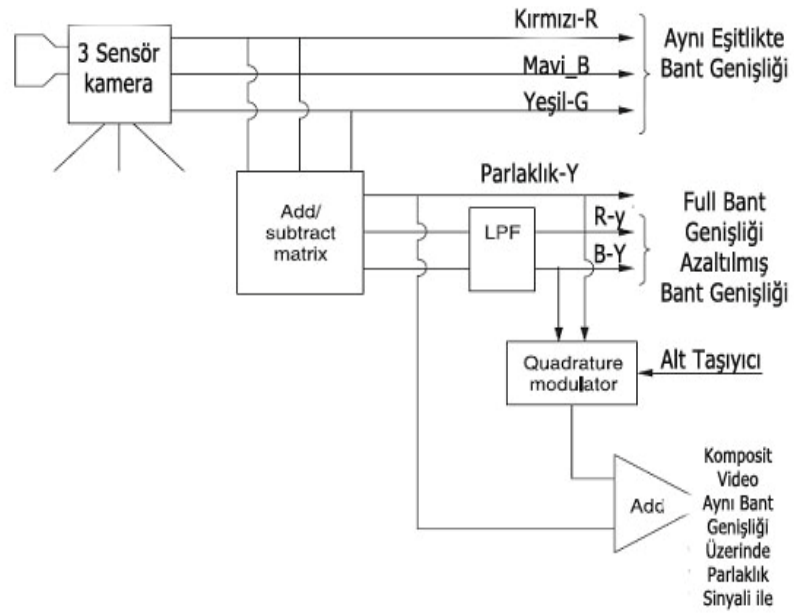 3 Sensör
kamera
Kırmızı-R
Mavi_B
Yeşil-G
Aynı Eşitlikte
Bant Genişliği
Add/
subtract
matrix
Parlaklık-Y
LPF
R-y
B-Y
Full Bant
Genişliği
Azaltılmış
Bant Genişliği
Quadrature
modulator
Alt Taşıyıcı
Add
Komposit
Video
Aynı Bant
Genişliği
Üzerinde
Parlaklık
Sinyali ile